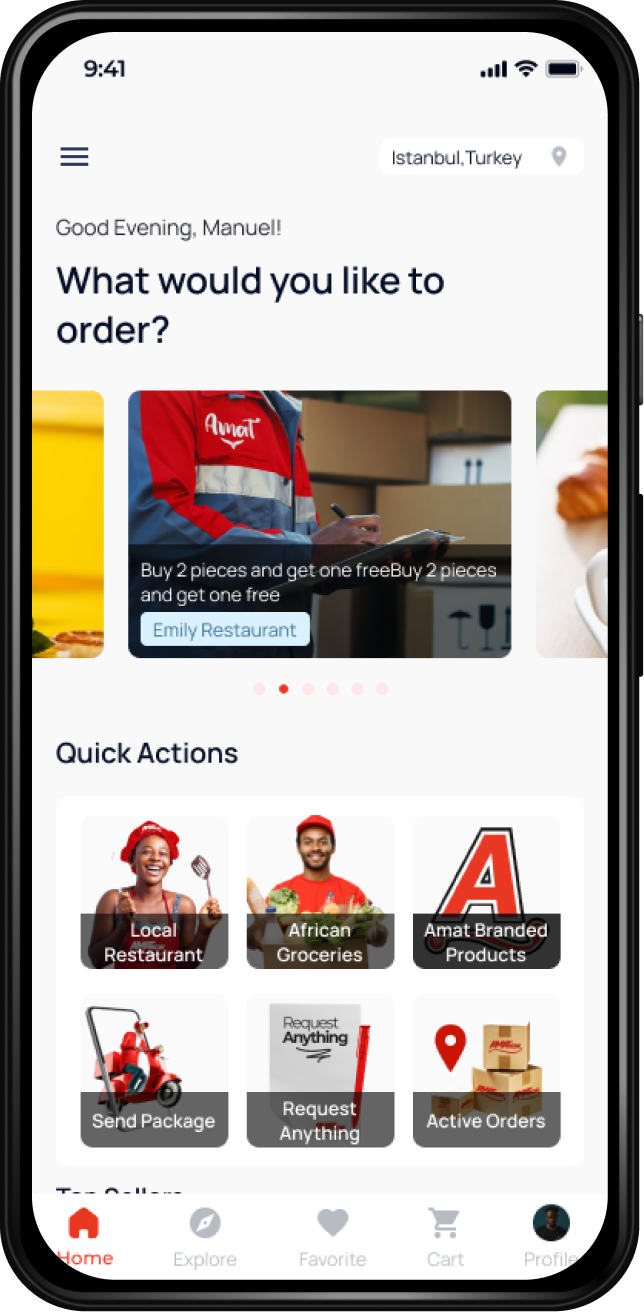 9:41
Istanbul,Turkey
Good Evening, Manuel!
What would you like to
order?
Amat
Buy 2 pieces and get one freeBuy 2 pieces
and get one free
Emily Restaurant
Quick Actions
Local
Restaurant
African
Groceries
A
Amat Branded
Products
Send Package
Request
Anything
Request
Anything
Active Orders
Top Sellers
Home
Explore
Favorite
Cart
Profile